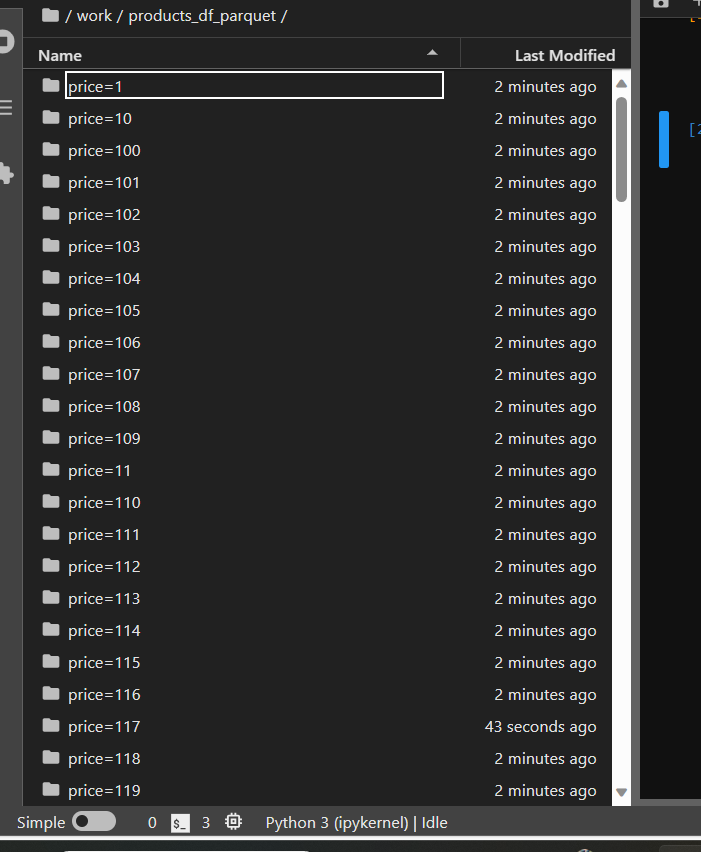 / work / products_df_parquet /
Name Last Modified
price=1 2 minutes ago
price=10 2 minutes ago
price=100 2 minutes ago
price=101 2 minutes ago
price=102 2 minutes ago
price=103 2 minutes ago
price=104 2 minutes ago
price=105 2 minutes ago
price=106 2 minutes ago
price=107 2 minutes ago
price=108 2 minutes ago
price=109 2 minutes ago
price=11 2 minutes ago
price=110 2 minutes ago
price=111 2 minutes ago
price=112 2 minutes ago
price=113 2 minutes ago
price=114 2 minutes ago
price=115 2 minutes ago
price=116 2 minutes ago
price=117 43 seconds ago
price=118 2 minutes ago
price=119 2 minutes ago
Simple 0 $_ 3 Python 3 (ipykernel) | Idle